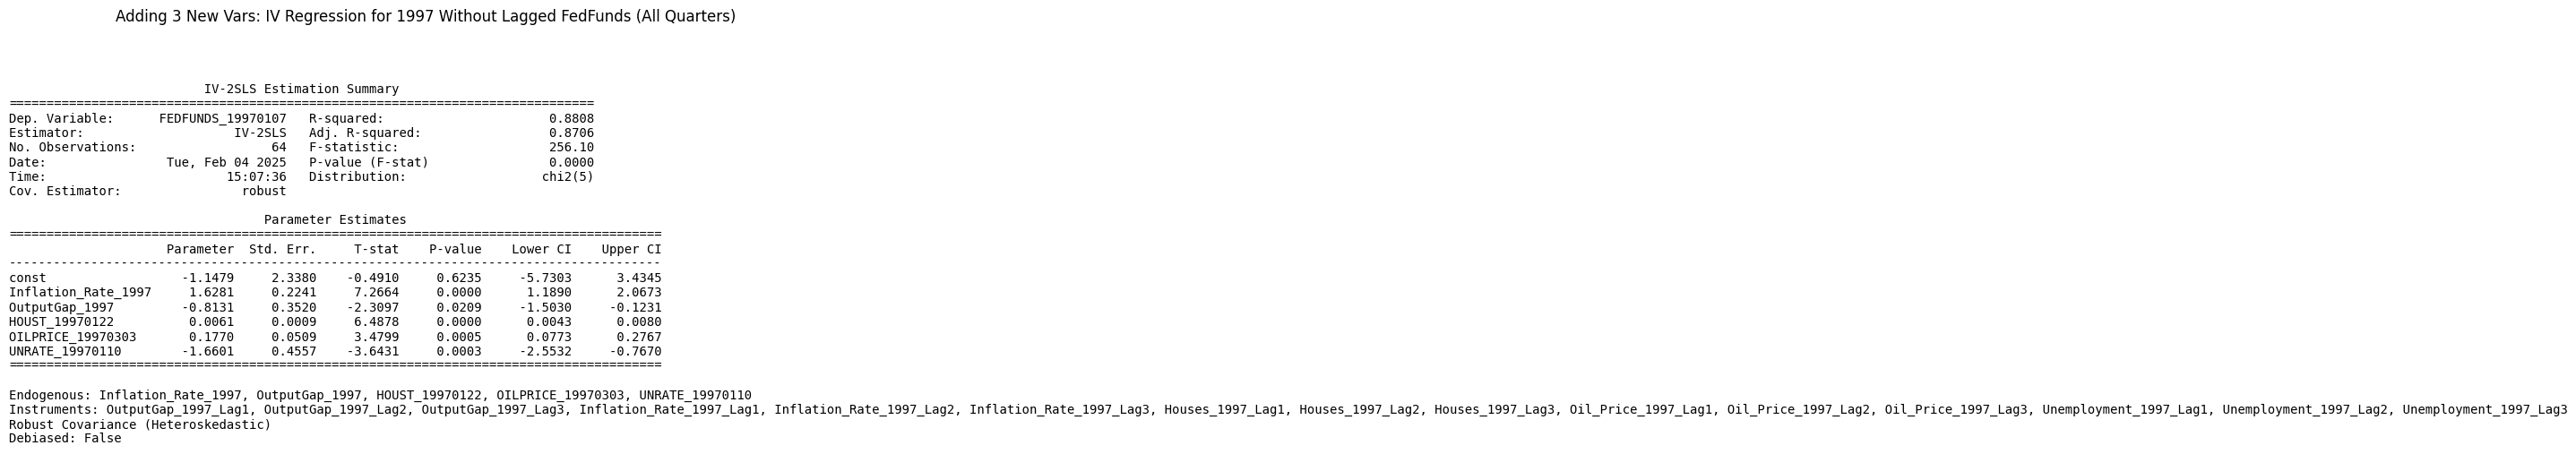 Adding 3 New Vars: IV Regression for 1997 Without Lagged FedFunds (All Quarters)
IV-2SLS Estimation Summary
==============================================================================
Dep. Variable:      FEDFUNDS_19970107   R-squared:                      0.8808
Estimator:                    IV-2SLS   Adj. R-squared:                 0.8706
No. Observations:                  64   F-statistic:                    256.10
Date:                Tue, Feb 04 2025   P-value (F-stat)                0.0000
Time:                        15:07:36   Distribution:                  chi2(5)
Cov. Estimator:                robust
Parameter Estimates
=======================================================================================
                     Parameter  Std. Err.     T-stat    P-value    Lower CI    Upper CI
---------------------------------------------------------------------------------------
const                  -1.1479     2.3380    -0.4910     0.6235     -5.7303      3.4345
Inflation_Rate_1997     1.6281     0.2241     7.2664     0.0000      1.1890      2.0673
OutputGap_1997         -0.8131     0.3520    -2.3097     0.0209     -1.5030     -0.1231
HOUST_19970122          0.0061     0.0009     6.4878     0.0000      0.0043      0.0080
OILPRICE_19970303       0.1770     0.0509     3.4799     0.0005      0.0773      0.2767
UNRATE_19970110        -1.6601     0.4557    -3.6431     0.0003     -2.5532     -0.7670
=======================================================================================
Endogenous: Inflation_Rate_1997, OutputGap_1997, HOUST_19970122, OILPRICE_19970303, UNRATE_19970110
Instruments: OutputGap_1997_Lag1, OutputGap_1997_Lag2, OutputGap_1997_Lag3, Inflation_Rate_1997_Lag1, Inflation_Rate_1997_Lag2, Inflation_Rate_1997_Lag3, Houses_1997_Lag1, Houses_1997_Lag2, Houses_1997_Lag3, Oil_Price_1997_Lag1, Oil_Price_1997_Lag2, Oil_Price_1997_Lag3, Unemployment_1997_Lag1, Unemployment_1997_Lag2, Unemployment_1997_Lag3
Robust Covariance (Heteroskedastic)
Debiased: False